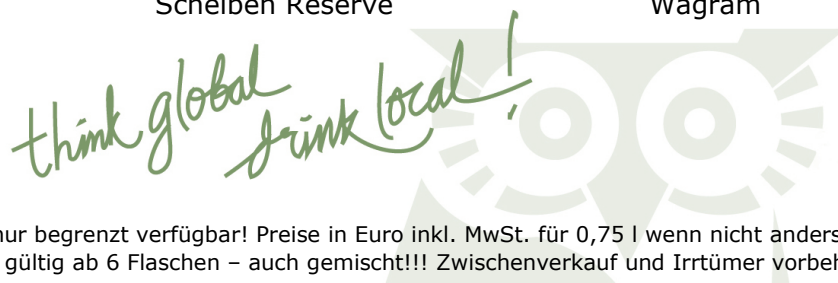 Scheiben Reserve Wagram
think global
drink local!
nur begrenzt verfügbar! Preise in Euro inkl. MwSt. für 0,75 l wenn nicht anders
gültig ab 6 Flaschen – auch gemischt!!! Zwischenverkauf und Irrtümer vorbeh